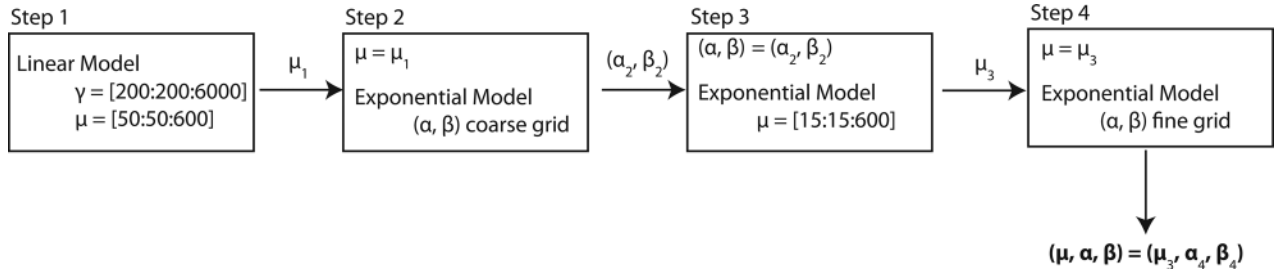 Step 1
Linear Model
γ = [200:200:6000]
μ = [50:50:600]
μ₁
Step 2
μ = μ₁
Exponential Model
(α, β) coarse grid
(α₂, β₂)
Step 3
(α, β) = (α₂, β₂)
Exponential Model
μ = [15:15:600]
μ₃
Step 4
μ = μ₃
Exponential Model
(α, β) fine grid
(μ, α, β) = (μ₃, α₄, β₄)